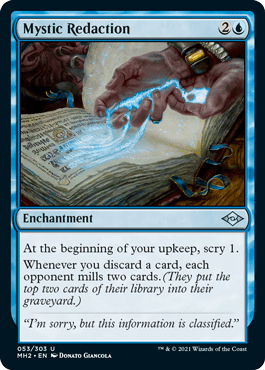 Mystic Redaction 2
Enchantment
At the beginning of your upkeep, scry 1.
Whenever you discard a card, each
opponent mills two cards.(They put the
top two cards of their library into their
graveyard.)
“I’m sorry, but this information is classified.”
053/303 U
MH2 • EN DONATO GIANCOLA
™ & © 2021 Wizards of the Coast